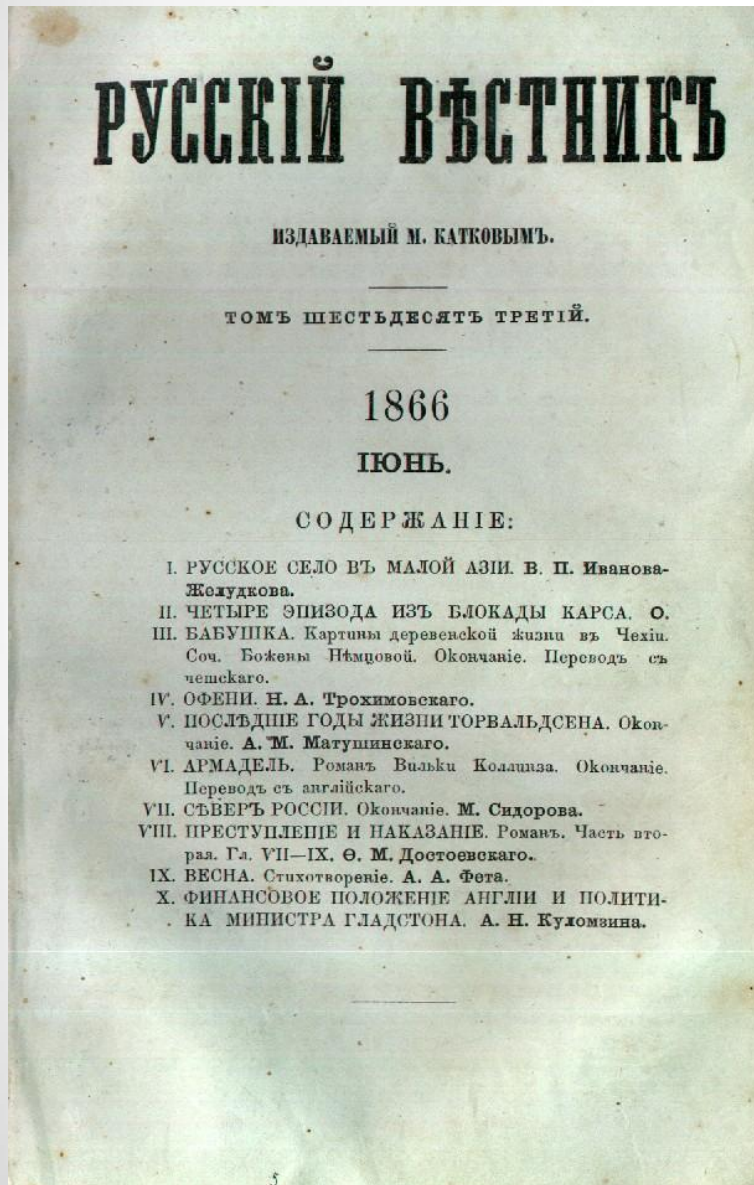 РУССКІЙ ВѢСТНИКЪ
ИЗДАВАЕМЫЙ М. КАТКОВЫМЪ.
ТОМЪ ШЕСТЬДЕСЯТЪ ТРЕТІЙ.
1866
ІЮНЬ.
СОДЕРЖАНІЕ:
I. РУССКОЕ СЕЛО ВЪ МАЛОЙ АЗІИ. В. П. Иванова-
Желудкова.
II. ЧЕТЫРЕ ЭПИЗОДА ИЗЪ БЛОКАДЫ КАРСА. О.
III. БАБУШКА. Картины деревенской жизни въ Чехіи.
Соч. Божены Нѣмцовой. Окончаніе. Переводъ съ
чешскаго.
IV. ОФЕНИ. Н. А. Трохимовскаго.
V. ПОСЛѢДНІЕ ГОДЫ ЖИЗНИ ТОРВАЛЬДСЕНА. Окон-
чаніе. А. М. Матушинскаго.
VI. АРМАДЕЛЬ. Романъ Вильки Коллинза. Окончаніе.
Переводъ съ англійскаго.
VII. СѢВЕРЪ РОССІИ. Окончаніе. М. Сидорова.
VIII. ПРЕСТУПЛЕНІЕ И НАКАЗАНІЕ. Романъ. Часть вто-
рая. Гл. VII—IX. Ѳ. М. Достоевскаго.
IX. ВЕСНА. Стихотвореніе. А. А. Фета.
X. ФИНАНСОВОЕ ПОЛОЖЕНІЕ АНГЛІИ И ПОЛИТИ-
КА МИНИСТРА ГЛАДСТОНА. А. Н. Куломзина.
5